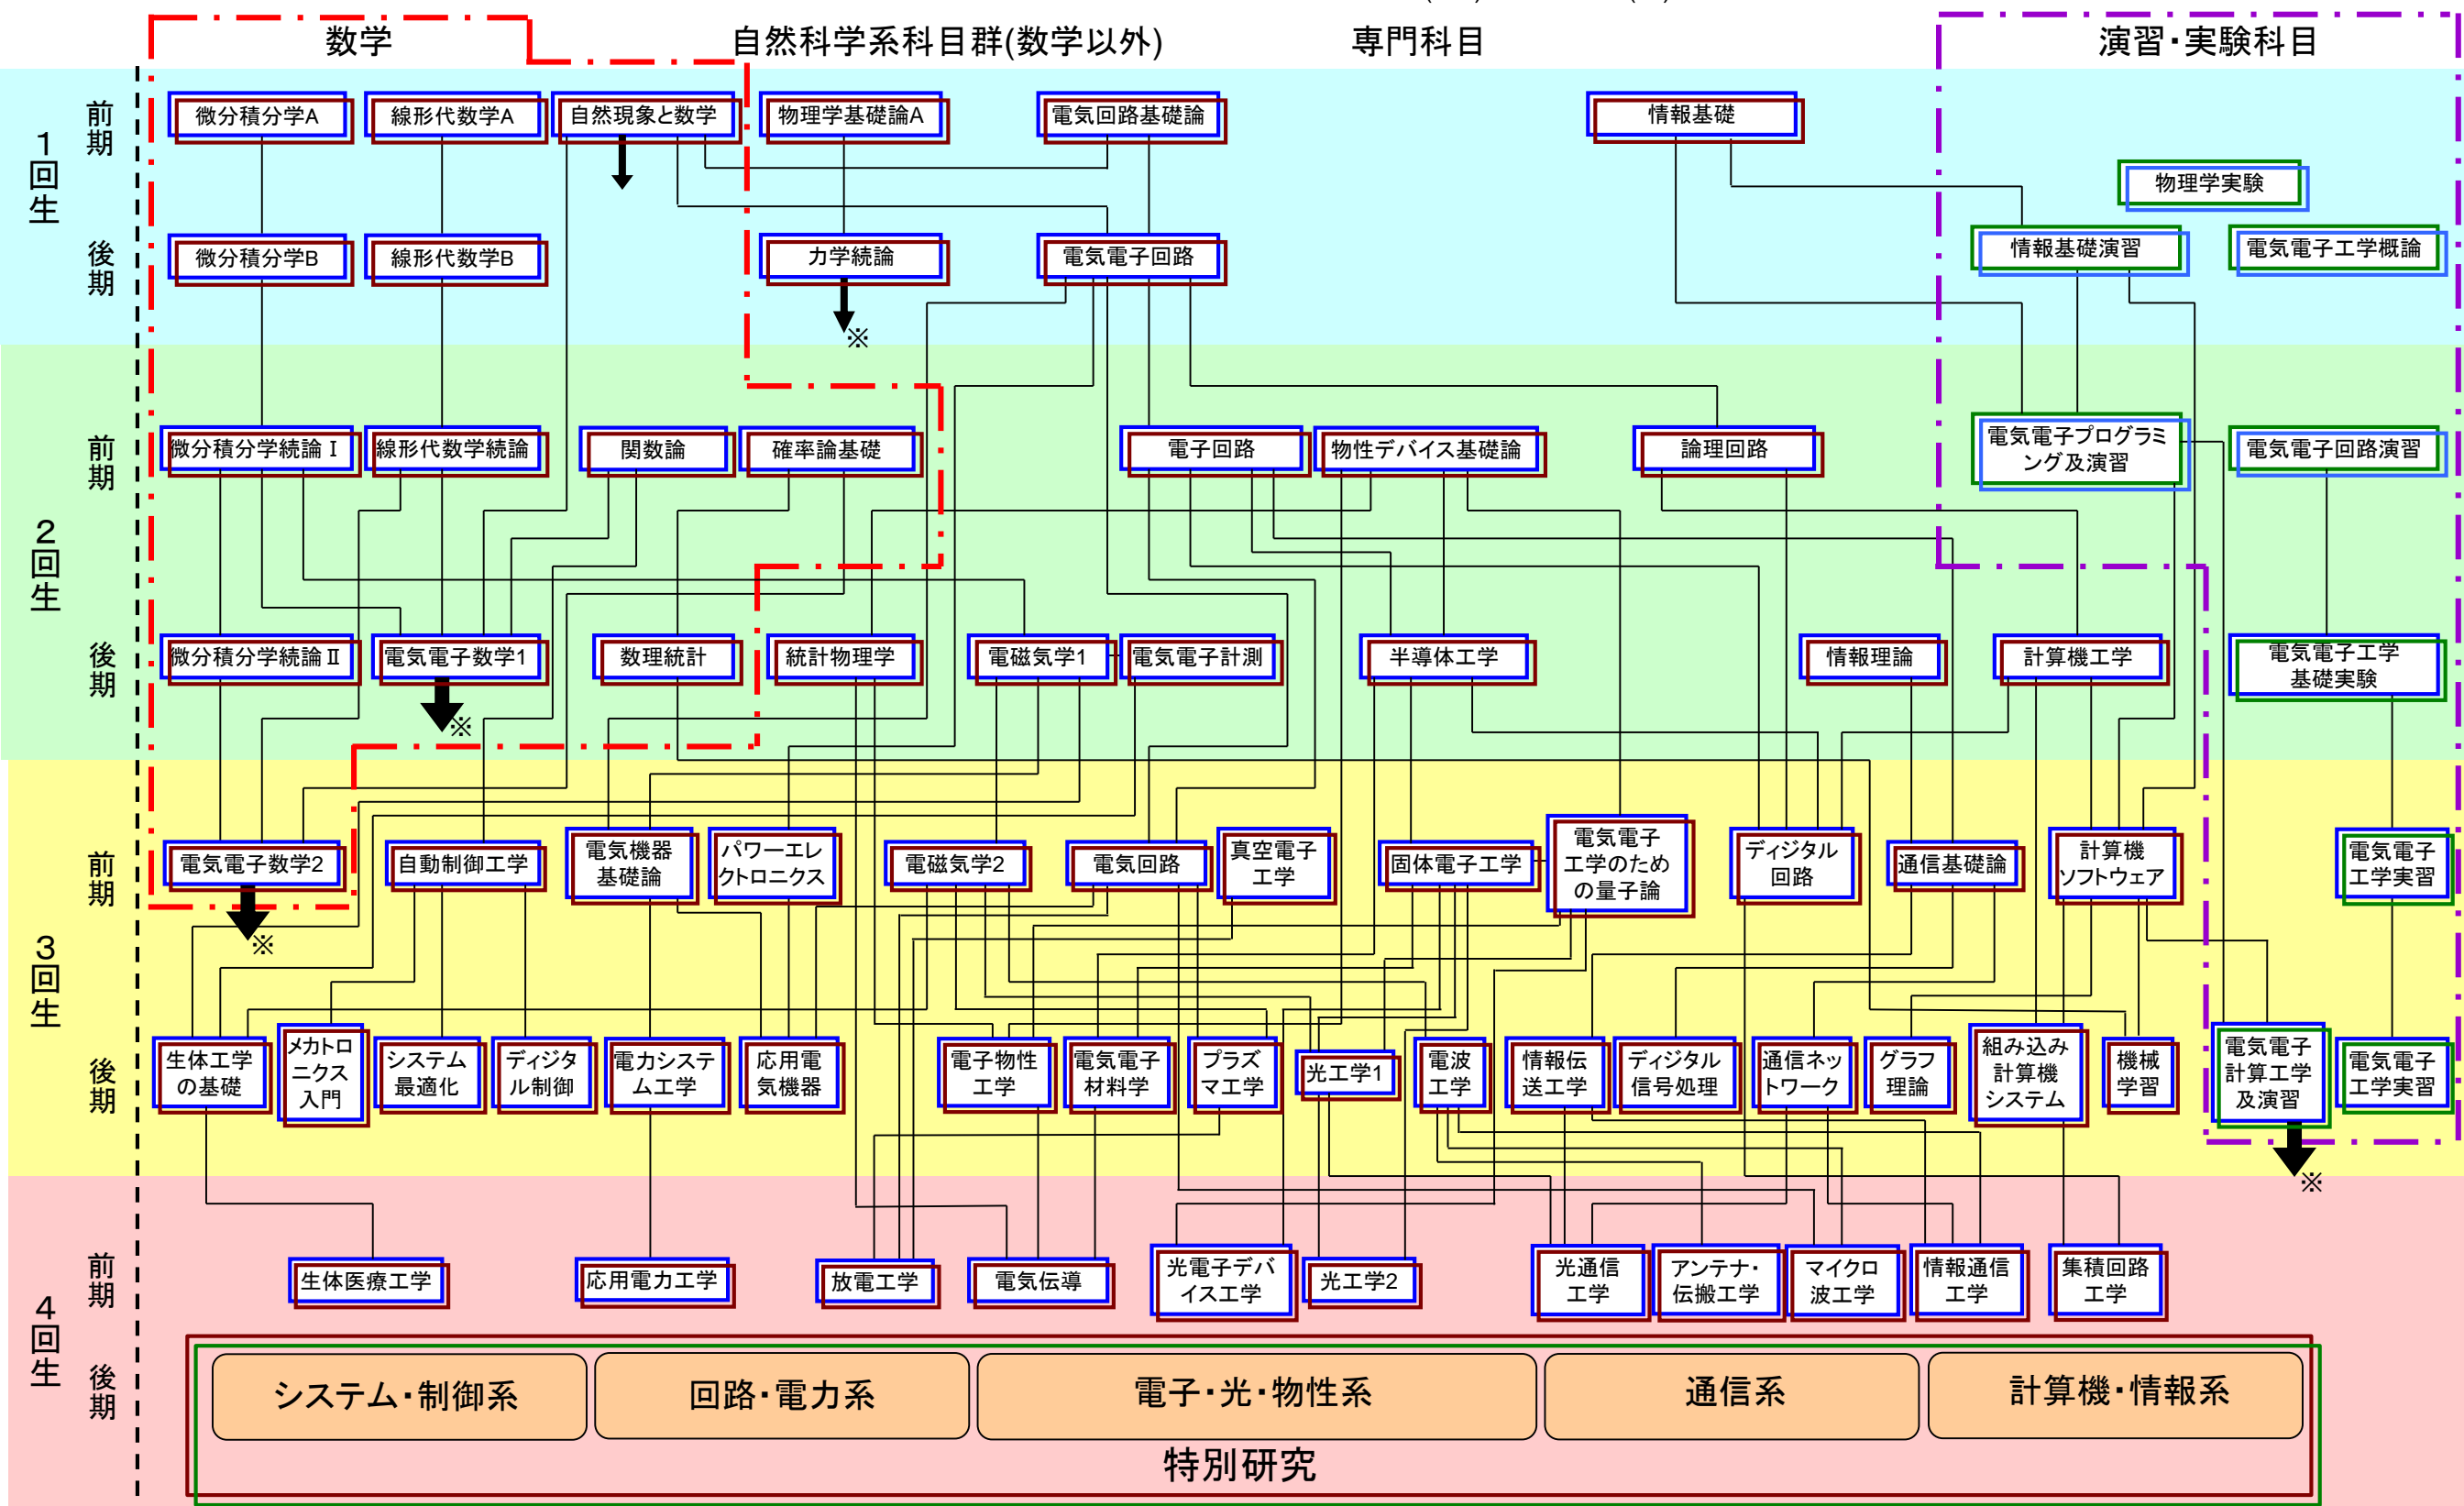 数学
自然科学系科目群(数学以外)
専門科目
演習・実験科目
1回生
前期
微分積分学A
線形代数学A
自然現象と数学
物理学基礎論A
電気回路基礎論
情報基礎
物理学実験
後期
微分積分学B
線形代数学B
力学続論
電気電子回路
情報基礎演習
電気電子工学概論
※
2回生
前期
微分積分学続論Ⅰ
線形代数学続論
関数論
確率論基礎
電子回路
物性デバイス基礎論
論理回路
電気電子プログラミ
ング及演習
電気電子回路演習
後期
微分積分学続論Ⅱ
電気電子数学1
数理統計
統計物理学
電磁気学1
電気電子計測
半導体工学
情報理論
計算機工学
電気電子工学
基礎実験
※
3回生
前期
電気電子数学2
自動制御工学
電気機器
基礎論
パワーエレ
クトロニクス
電磁気学2
電気回路
真空電子
工学
固体電子工学
電気電子
工学のため
の量子論
ディジタル
回路
通信基礎論
計算機
ソフトウェア
電気電子
工学実習
※
後期
生体工学
の基礎
メカトロ
ニクス
入門
システム
最適化
ディジタ
ル制御
電力システ
ム工学
応用電
気機器
電子物性
工学
電気電子
材料学
プラズ
マ工学
光工学1
電波
工学
情報伝
送工学
ディジタル
信号処理
通信ネッ
トワーク
グラフ
理論
組み込み
計算機
システム
機械
学習
電気電子
計算工学
及演習
電気電子
工学実習
※
4回生
前期
生体医療工学
応用電力工学
放電工学
電気伝導
光電子デバ
イス工学
光工学2
光通信
工学
アンテナ・
伝搬工学
マイクロ
波工学
情報通信
工学
集積回路
工学
後期
システム・制御系
回路・電力系
電子・光・物性系
通信系
計算機・情報系
特別研究